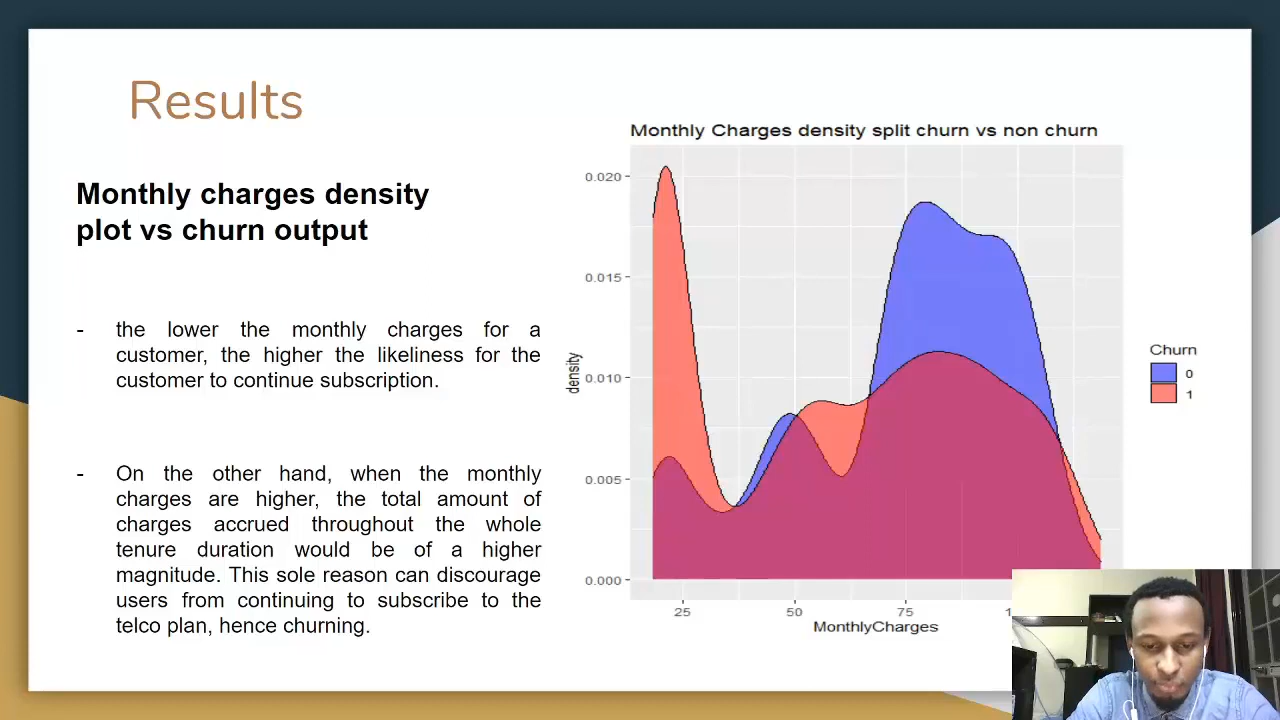 Results
Monthly charges density
plot vs churn output
- the lower the monthly charges for a
customer, the higher the likeliness for the
customer to continue subscription.
- On the other hand, when the monthly
charges are higher, the total amount of
charges accrued throughout the whole
tenure duration would be of a higher
magnitude. This sole reason can discourage
users from continuing to subscribe to the
telco plan, hence churning.
Monthly Charges density split churn vs non churn
0.020
0.015
0.010
0.005
0.000
density
25 50 75
MonthlyCharges
Churn
0
1